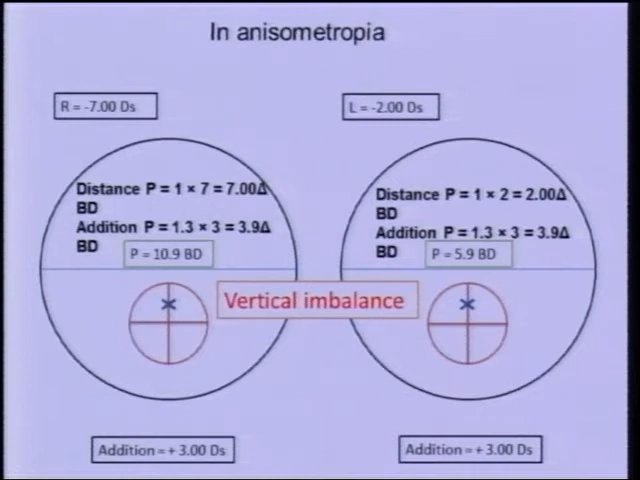 In anisometropia
R = -7.00 Ds
L = -2.00 Ds
Distance P = 1 × 7 = 7.00Δ
BD
Addition P = 1.3 × 3 = 3.9Δ
BD
P = 10.9 BD
Distance P = 1 × 2 = 2.00Δ
BD
Addition P = 1.3 × 3 = 3.9Δ
BD
P = 5.9 BD
Vertical imbalance
Addition = + 3.00 Ds
Addition = + 3.00 Ds